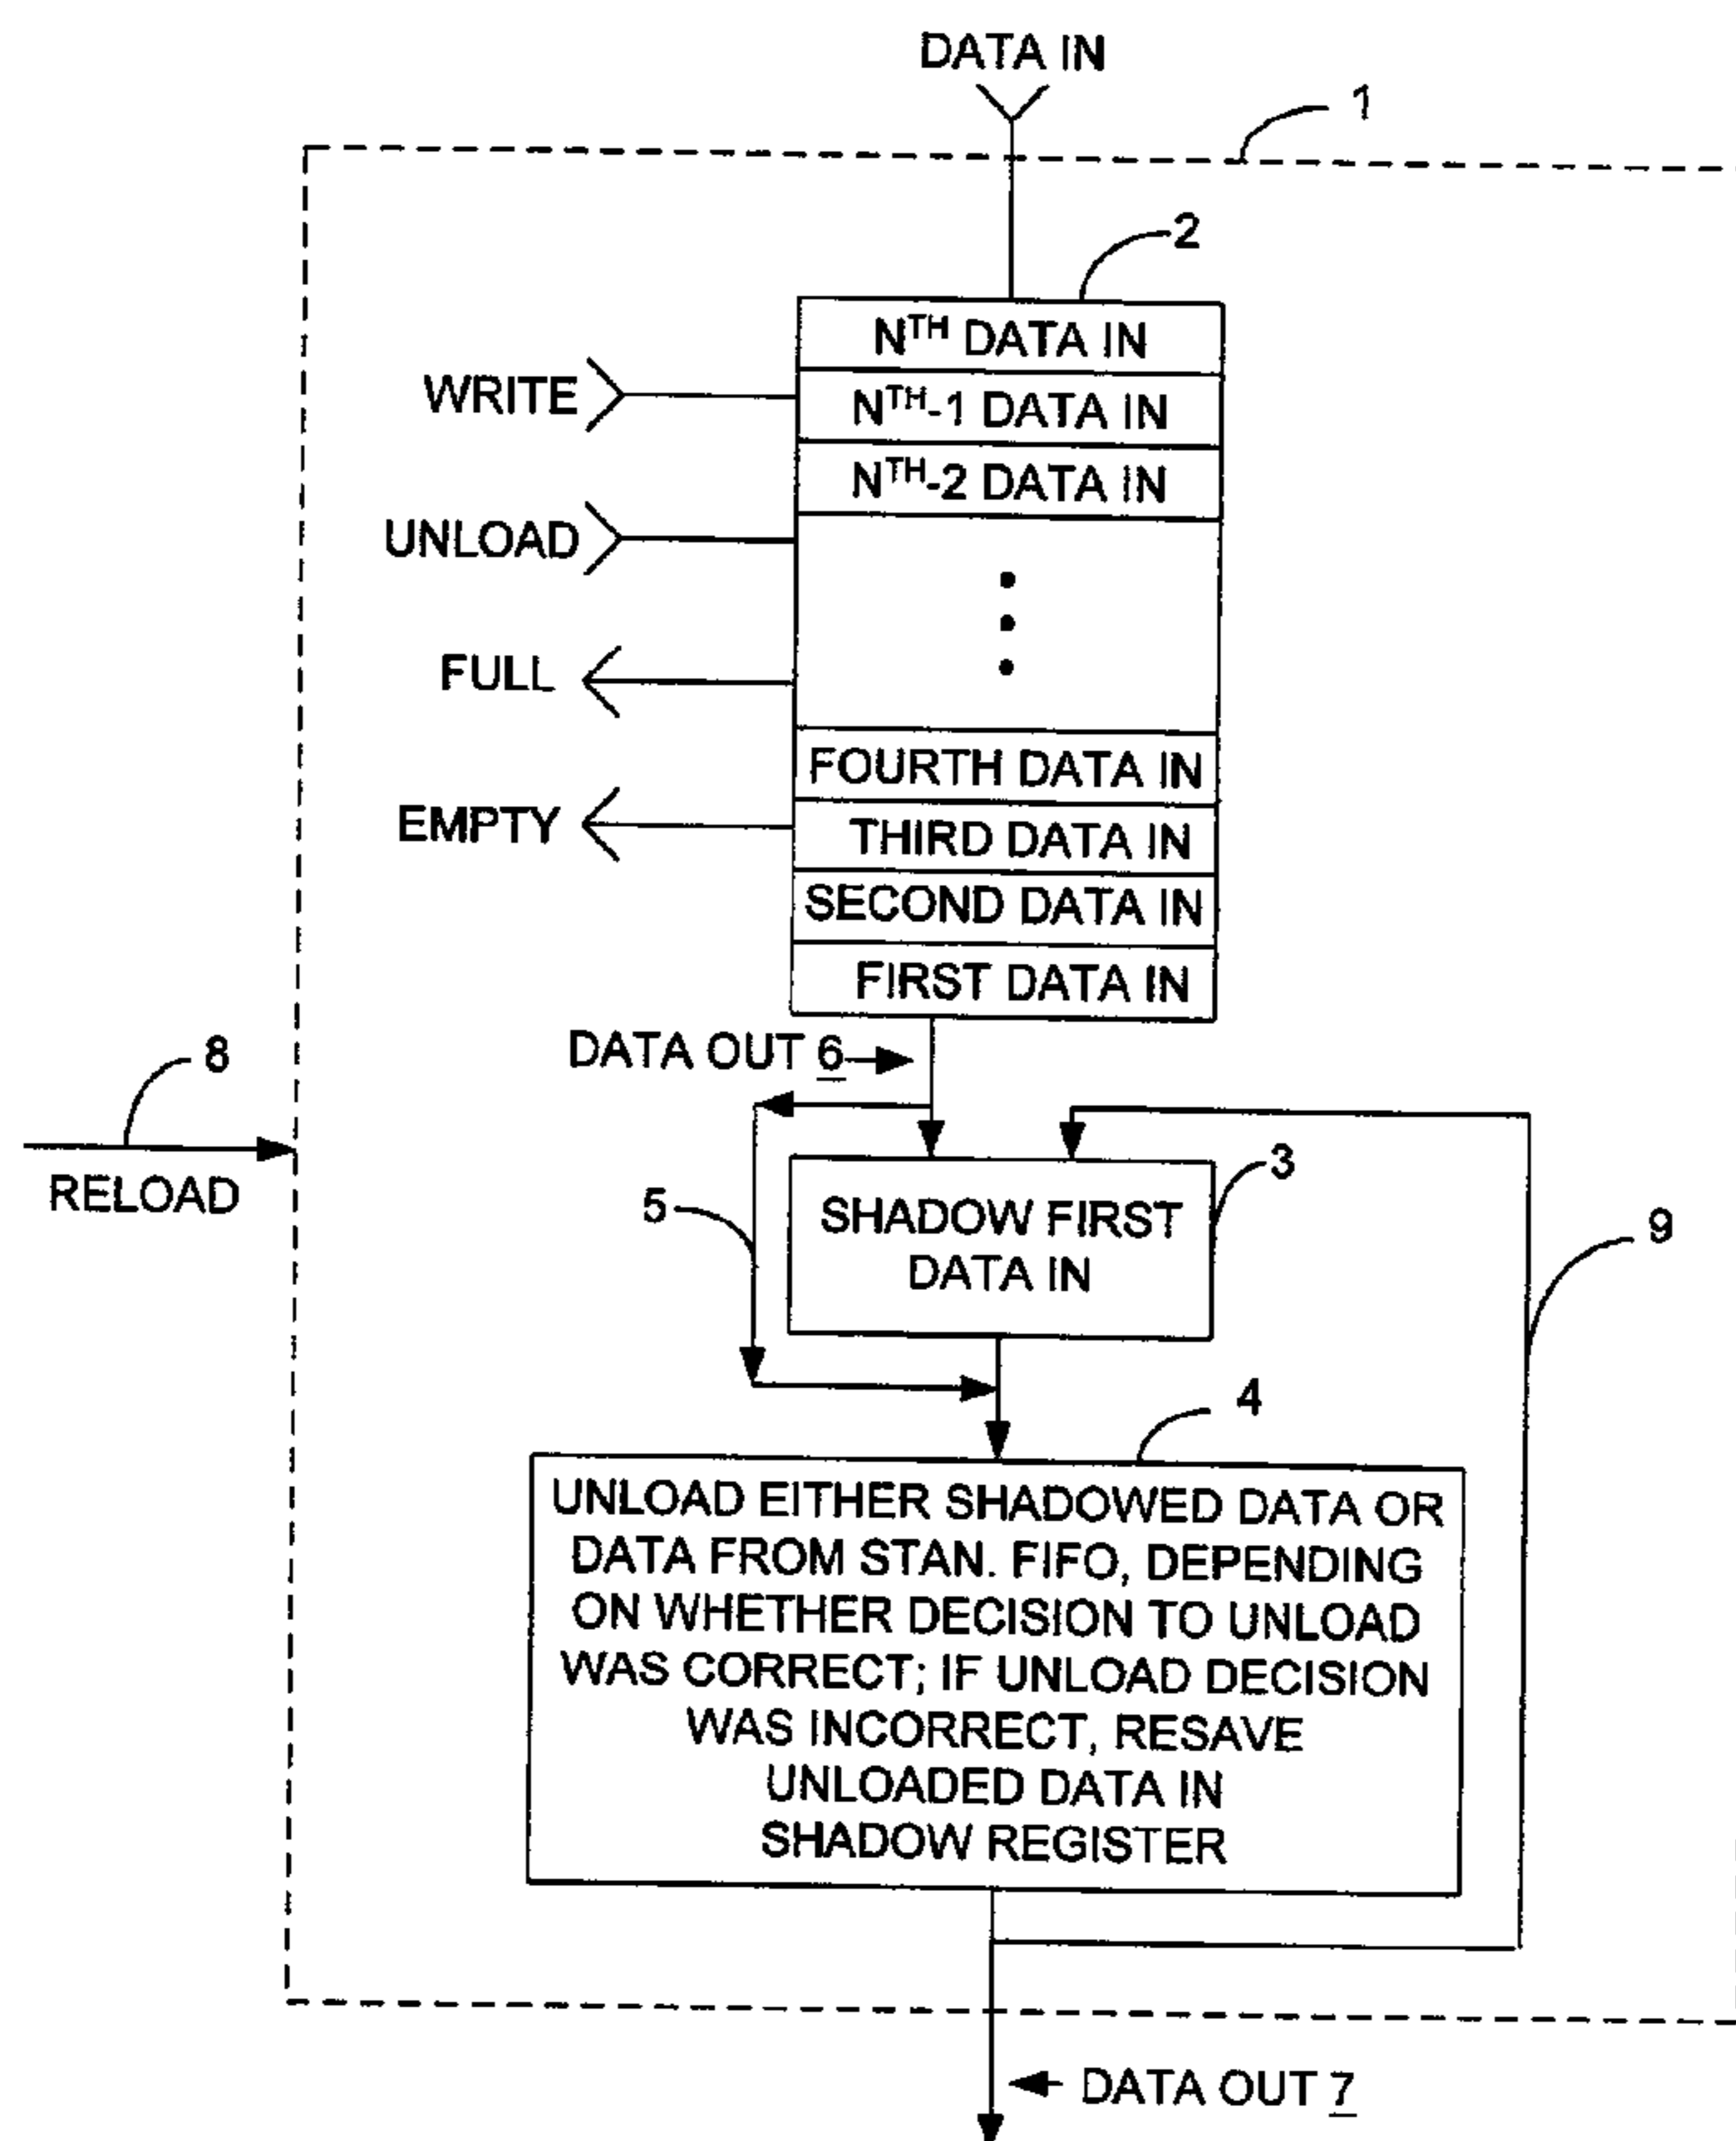 DATA IN
1
2
N^TH DATA IN
WRITE
N^TH-1 DATA IN
N^TH-2 DATA IN
UNLOAD
FULL
FOURTH DATA IN
EMPTY
THIRD DATA IN
SECOND DATA IN
FIRST DATA IN
DATA OUT 6
8
RELOAD
3
5
SHADOW FIRST
DATA IN
9
4
UNLOAD EITHER SHADOWED DATA OR
DATA FROM STAN. FIFO, DEPENDING
ON WHETHER DECISION TO UNLOAD
WAS CORRECT; IF UNLOAD DECISION
WAS INCORRECT, RESAVE
UNLOADED DATA IN
SHADOW REGISTER
DATA OUT 7